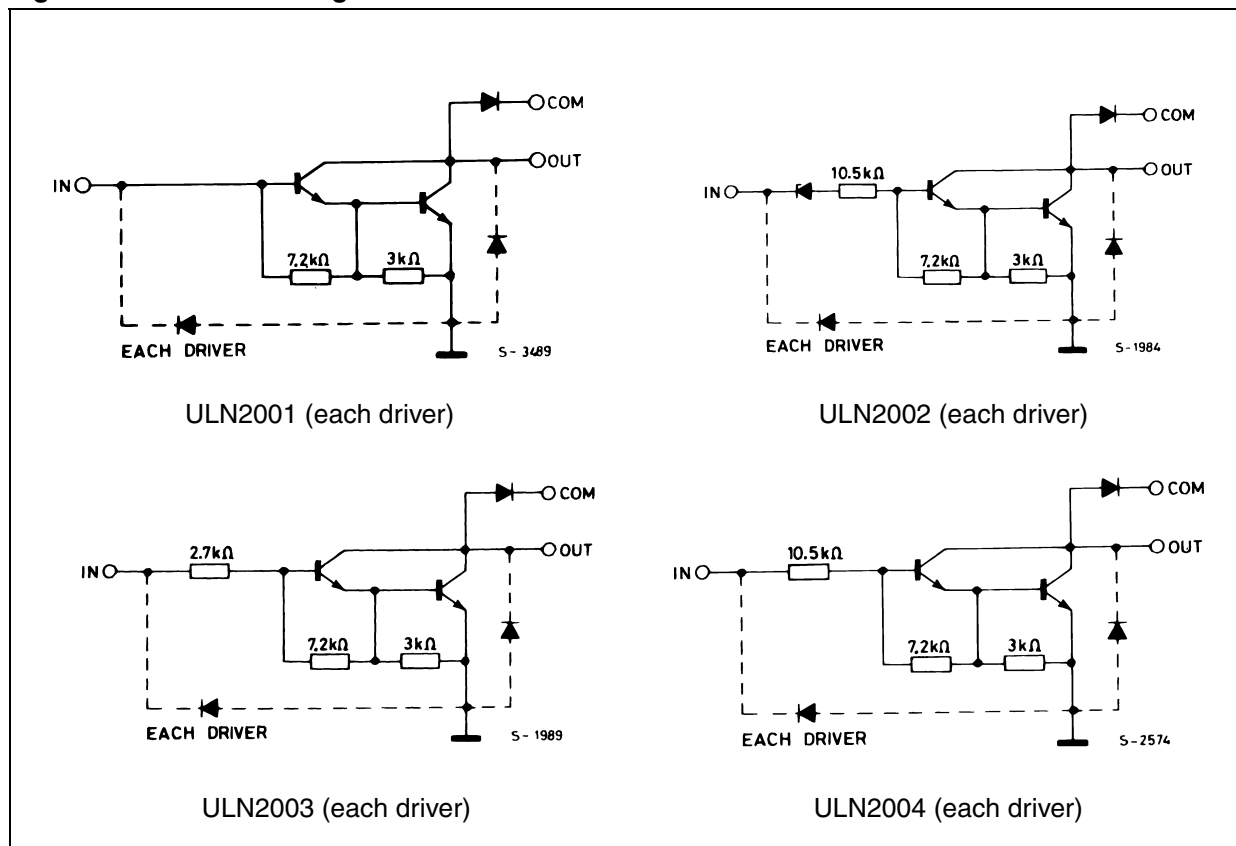 COM
OUT
IN
7.2kΩ
3kΩ
EACH DRIVER
S-3489
ULN2001 (each driver)
COM
OUT
IN
10.5kΩ
7.2kΩ
3kΩ
EACH DRIVER
S-1984
ULN2002 (each driver)
COM
OUT
IN
2.7kΩ
7.2kΩ
3kΩ
EACH DRIVER
S-1989
ULN2003 (each driver)
COM
OUT
IN
10.5kΩ
7.2kΩ
3kΩ
EACH DRIVER
S-2574
ULN2004 (each driver)